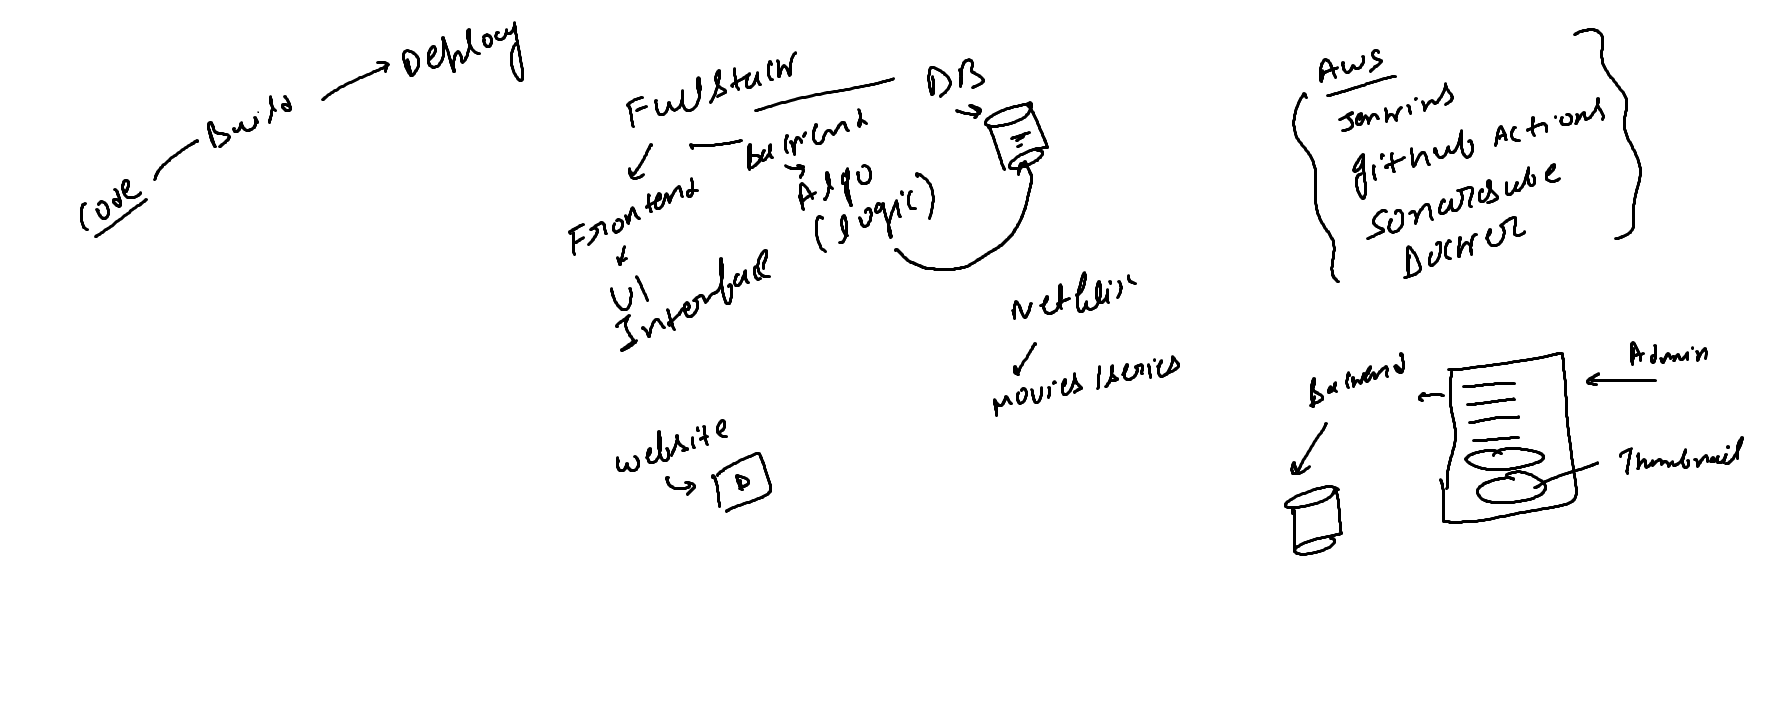 Code
Build
Deploy
Fullstack
DB
Backend
Frontend
Algo
(logic)
UI
Interface
Netflix
Movies/series
website
AWS
Jenkins
github Actions
Sonarcube
Docker
Backend
Admin
Thumbnail